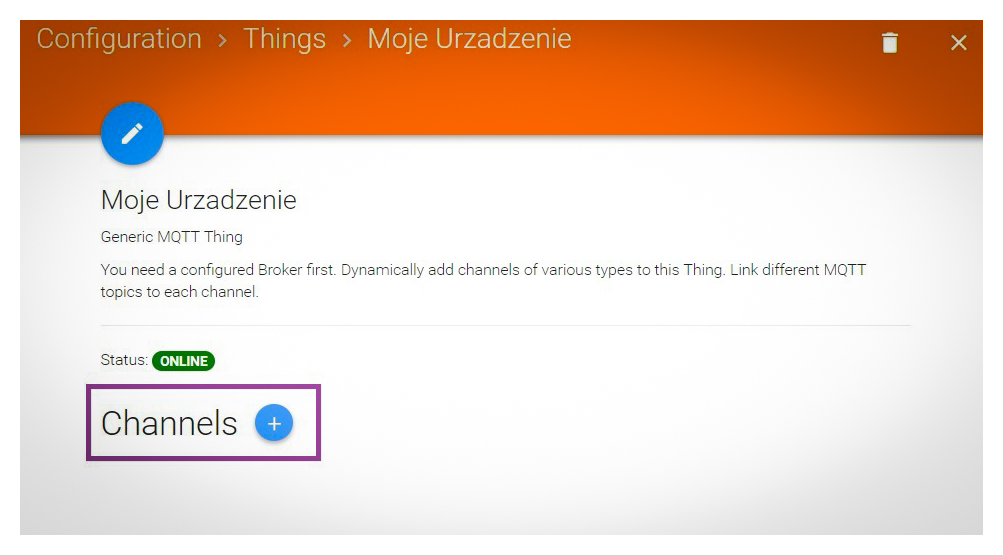 Configuration > Things > Moje Urzadzenie
Moje Urzadzenie
Generic MQTT Thing
You need a configured Broker first. Dynamically add channels of various types to this Thing. Link different MQTT
topics to each channel.
Status: ONLINE
Channels +